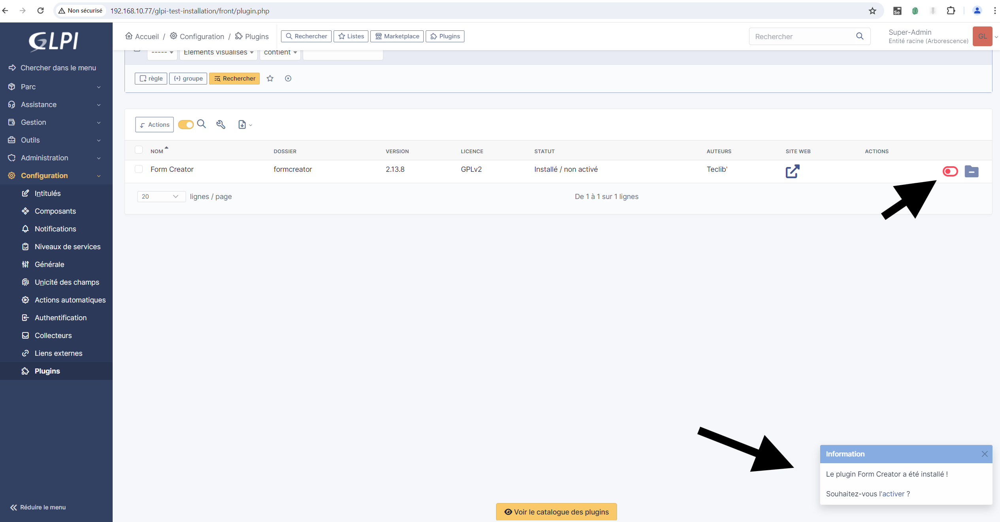 Non sécurisé 192.168.10.77/glpi-test-installation/front/plugin.php
Se
GLPI
Chercher dans le menu
Parc
Assistance
Gestion
Outils
Administration
Configuration
Intitulés
Composants
Notifications
Niveaux de services
Générale
Unicité des champs
Actions automatiques
Authentification
Collecteurs
Liens externes
Plugins
Réduire le menu
Accueil / Configuration / Plugins
Rechercher Listes Marketplace Plugins
Rechercher
Super-Admin
Entité racine (Arborescence)
GL
----- Eléments visualisés contient
règle {+} groupe Rechercher
Actions
NOM DOSSIER VERSION LICENCE STATUT AUTEURS SITE WEB ACTIONS
Form Creator formcreator 2.13.8 GPLv2 Installé / non activé Teclib'
20 lignes / page De 1 à 1 sur 1 lignes
Information
Le plugin Form Creator a été installé !
Souhaitez-vous l'activer ?
Voir le catalogue des plugins